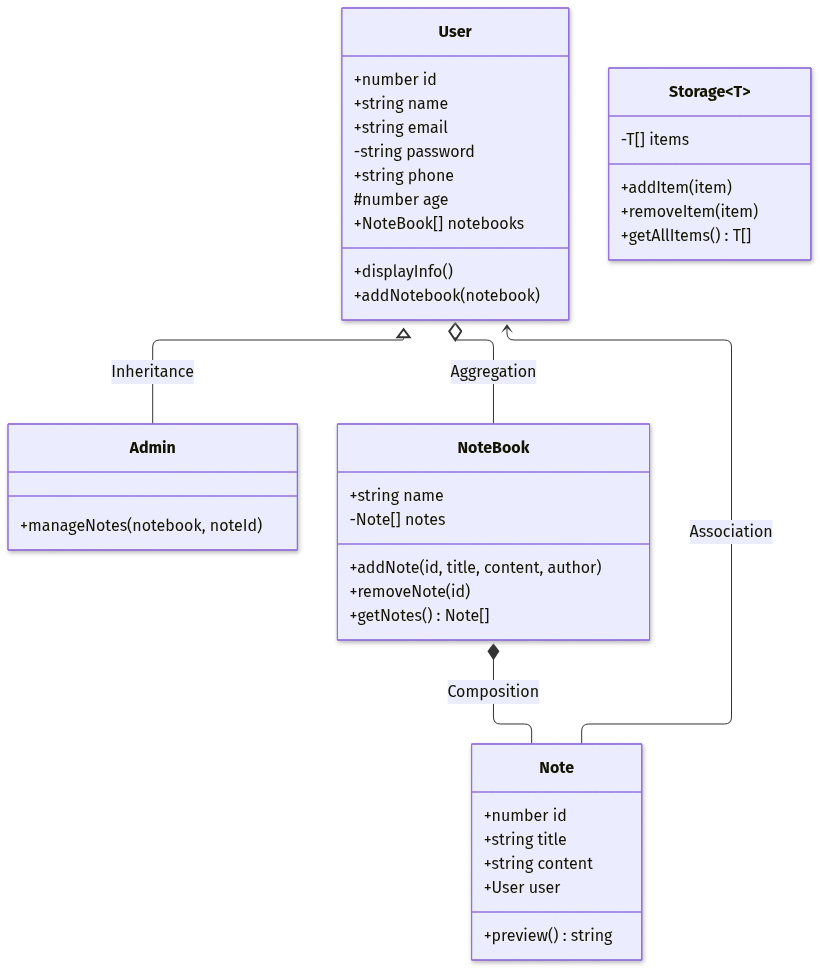 User
+number id
+string name
+string email
-string password
+string phone
#number age
+NoteBook[] notebooks
+displayInfo()
+addNotebook(notebook)
Storage<T>
-T[] items
+addItem(item)
+removeItem(item)
+getAllItems() : T[]
Inheritance
Aggregation
Admin
+manageNotes(notebook, noteId)
NoteBook
+string name
-Note[] notes
+addNote(id, title, content, author)
+removeNote(id)
+getNotes() : Note[]
Association
Composition
Note
+number id
+string title
+string content
+User user
+preview() : string